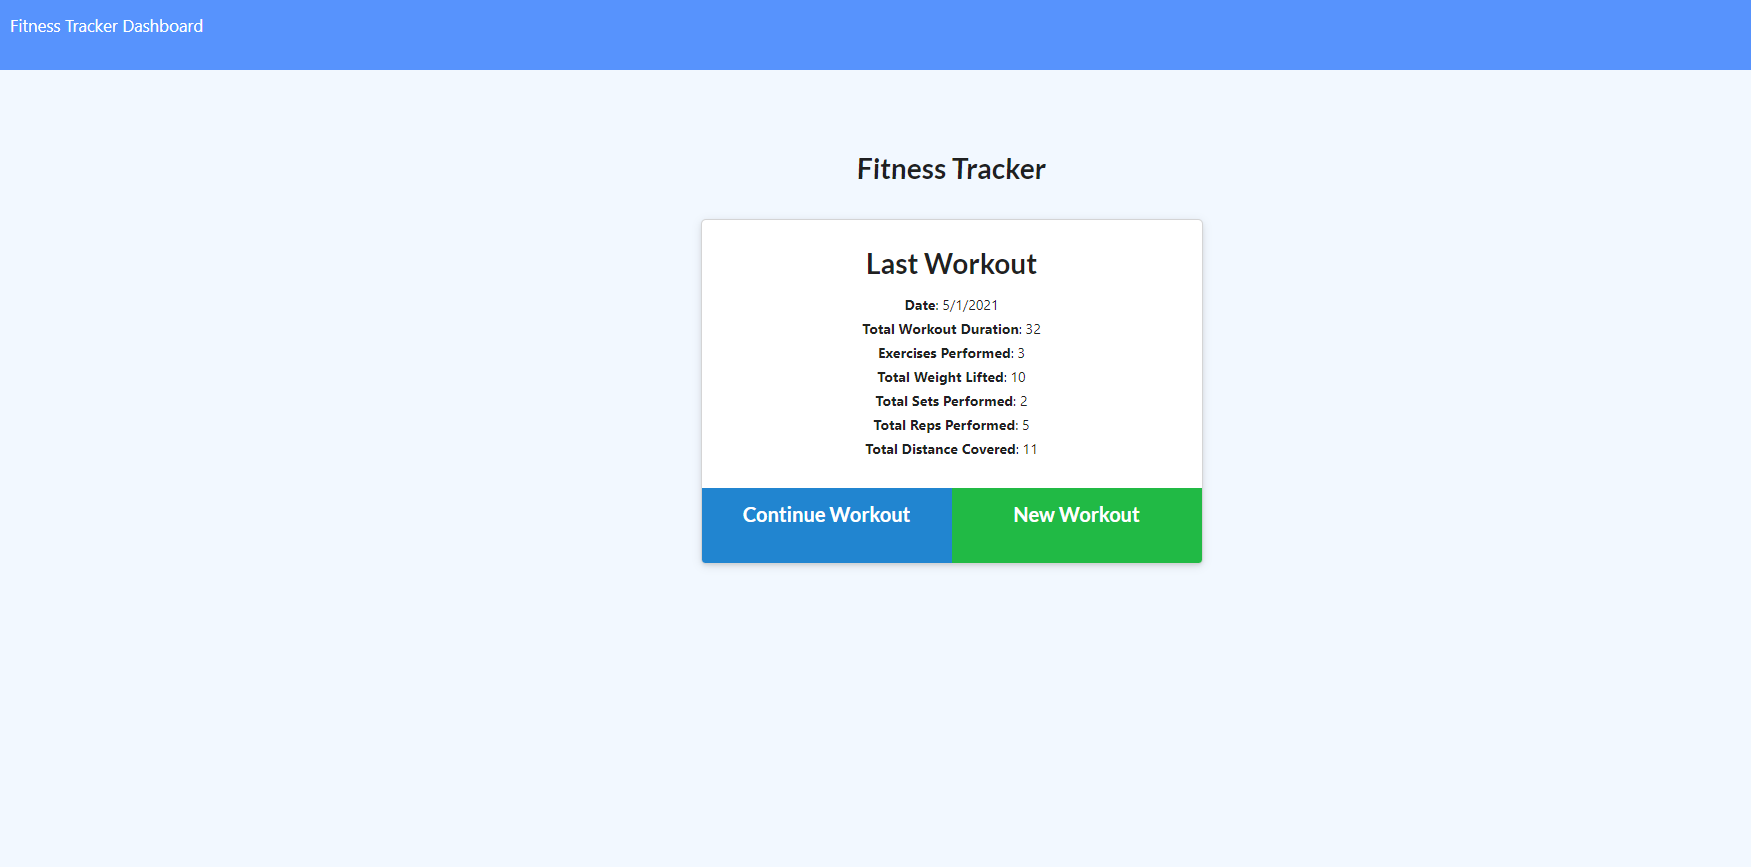 Fitness Tracker Dashboard
Fitness Tracker
Last Workout
Date: 5/1/2021
Total Workout Duration: 32
Exercises Performed: 3
Total Weight Lifted: 10
Total Sets Performed: 2
Total Reps Performed: 5
Total Distance Covered: 11
Continue Workout
New Workout